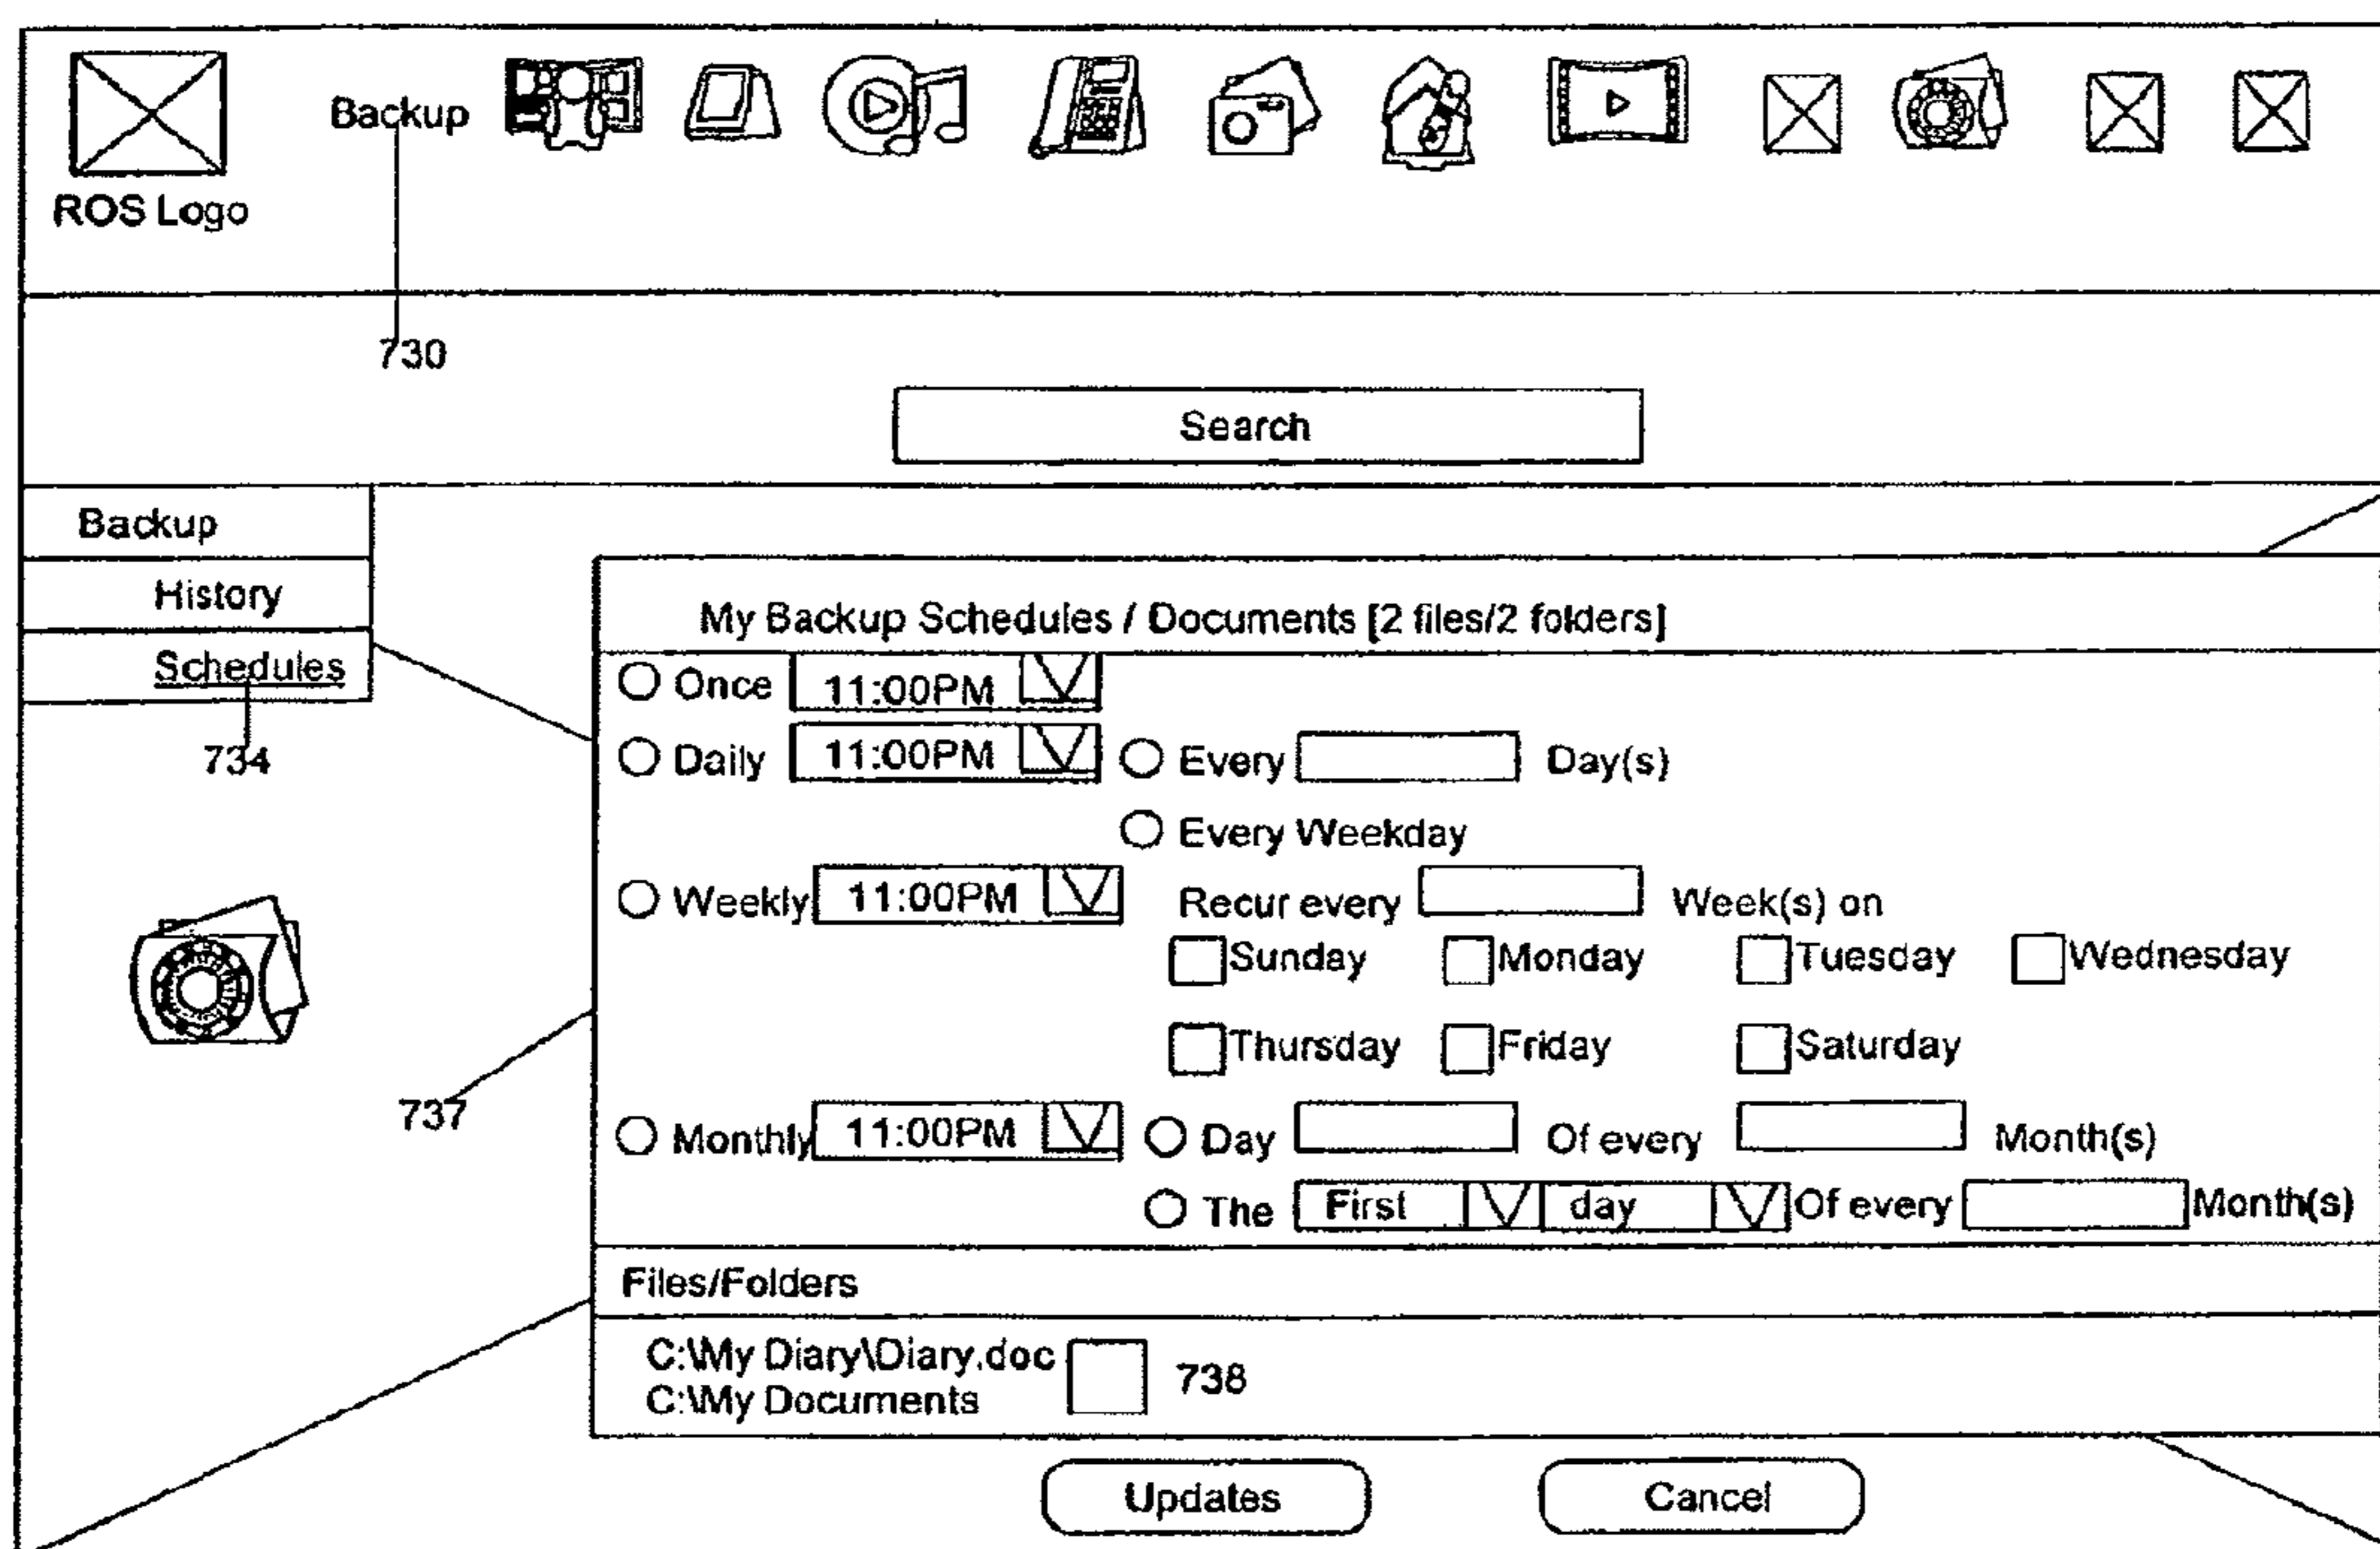 Backup
ROS Logo
730
Search
Backup
History
Schedules
734
My Backup Schedules / Documents [2 files/2 folders]
Once 11:00PM
Daily 11:00PM Every Day(s)
Every Weekday
Weekly 11:00PM Recur every Week(s) on
Sunday Monday Tuesday Wednesday
Thursday Friday Saturday
737
Monthly 11:00PM Day Of every Month(s)
The First day Of every Month(s)
Files/Folders
C:\My Diary\Diary.doc
C:\My Documents
738
Updates Cancel